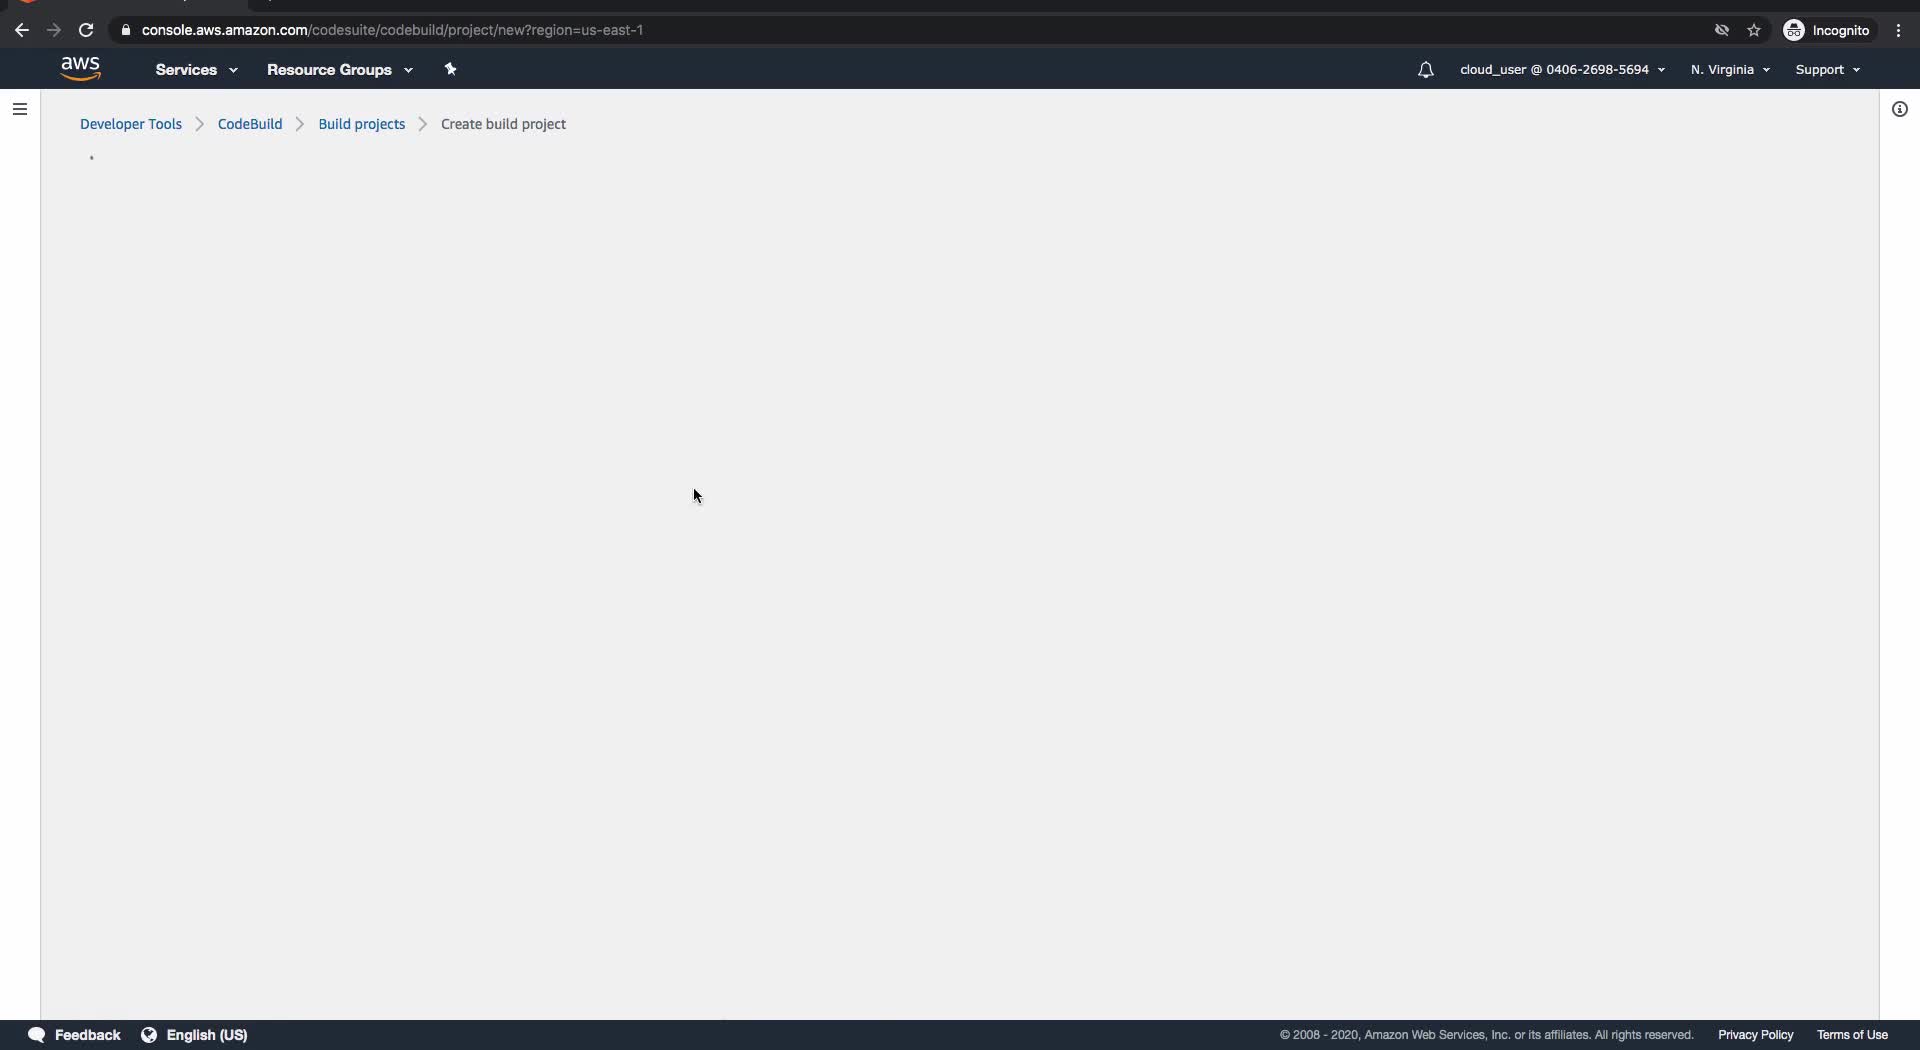 console.aws.amazon.com/codesuite/codebuild/project/new?region=us-east-1
Incognito
aws
Services
Resource Groups
cloud_user @ 0406-2698-5694
N. Virginia
Support
Developer Tools
CodeBuild
Build projects
Create build project
Feedback
English (US)
© 2008 - 2020, Amazon Web Services, Inc. or its affiliates. All rights reserved.
Privacy Policy
Terms of Use